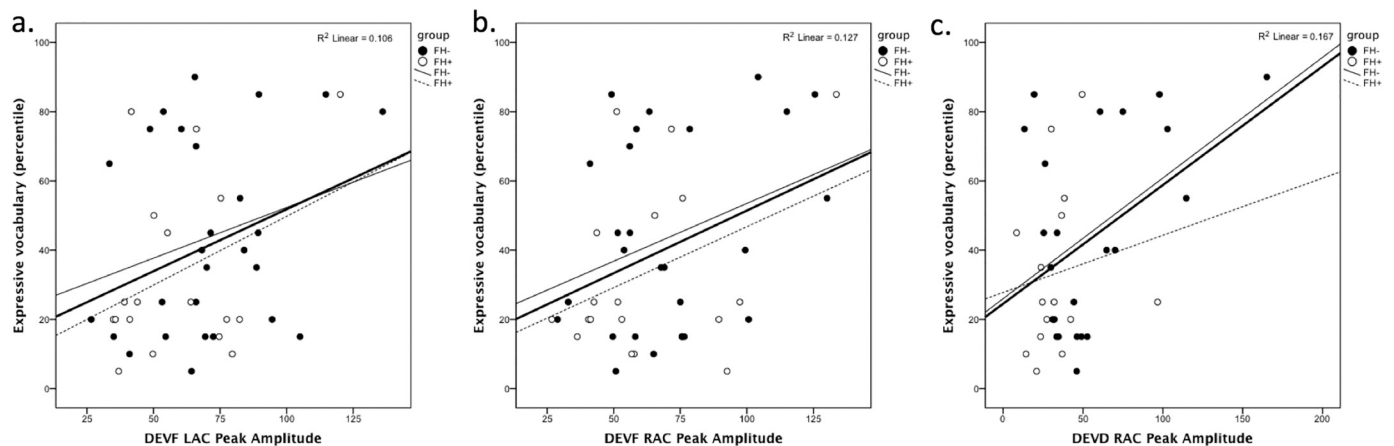 a.
R2 Linear = 0.106
group
FH-
FH+
FH-
FH+
100
80
60
40
20
0
Expressive vocabulary (percentile)
25
50
75
100
125
DEVF LAC Peak Amplitude
b.
R2 Linear = 0.127
group
FH-
FH+
FH-
FH+
100
80
60
40
20
0
Expressive vocabulary (percentile)
25
50
75
100
125
DEVF RAC Peak Amplitude
c.
R2 Linear = 0.167
group
FH-
FH+
FH-
FH+
100
80
60
40
20
0
Expressive vocabulary (percentile)
0
50
100
150
200
DEVD RAC Peak Amplitude